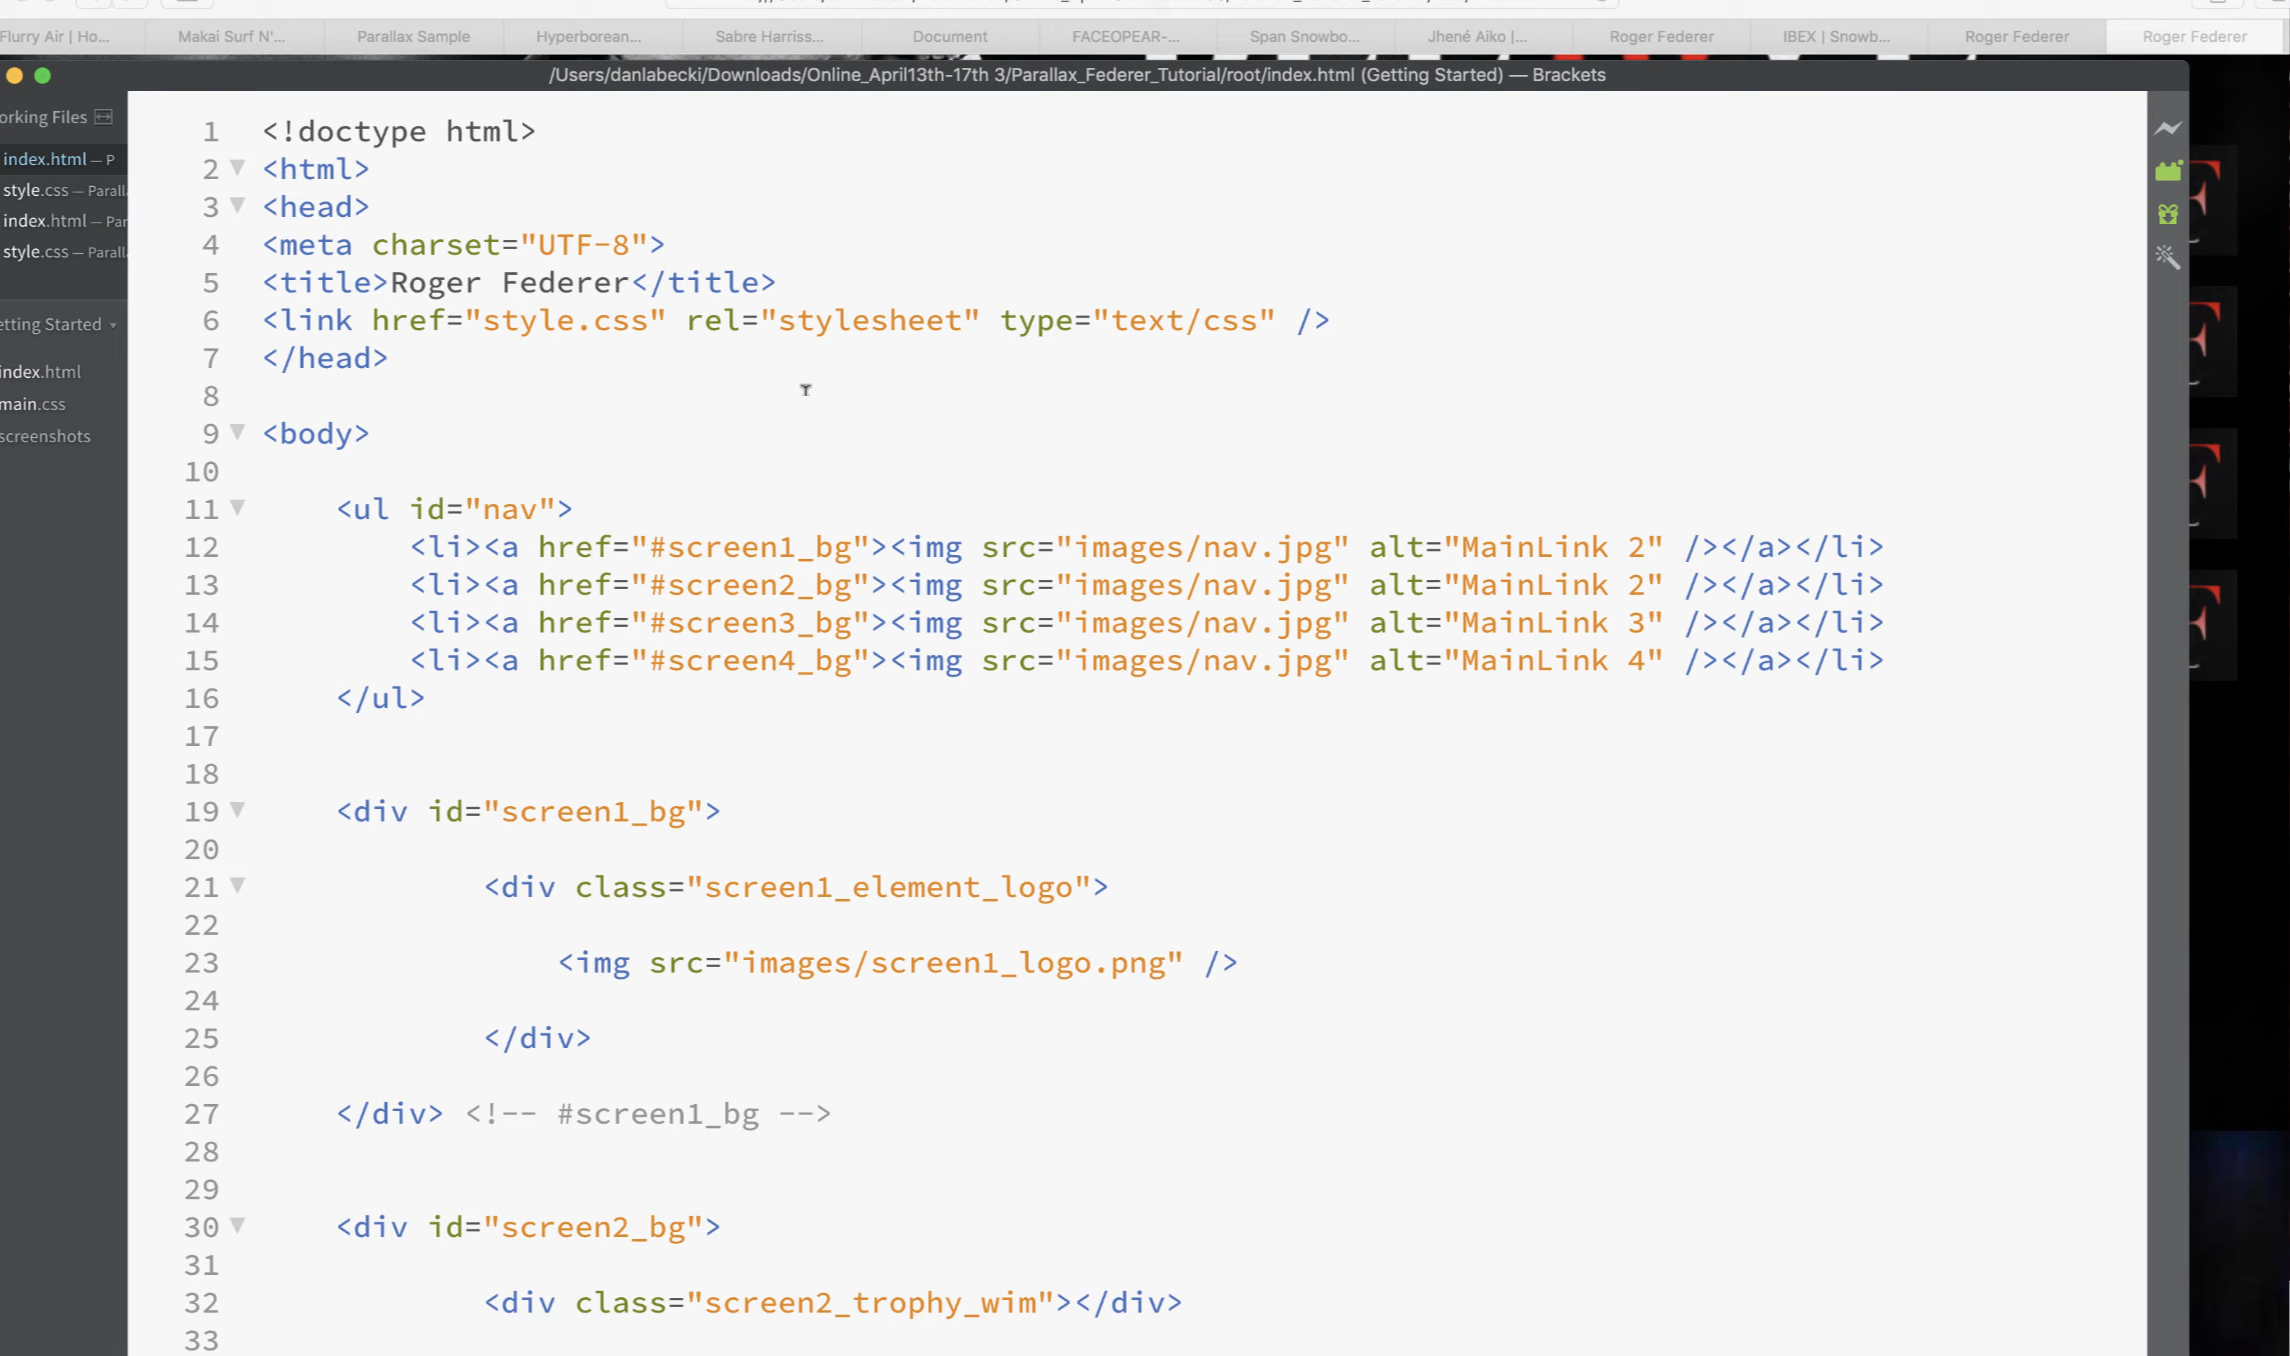 Flurry Air | Ho... Makai Surf N'... Parallax Sample Hyperborean... Sabre Harriss... Document FACEOPEAR-... Span Snowbo... Jhené Aiko |... Roger Federer IBEX | Snowb... Roger Federer Roger Federer
/Users/danlabecki/Downloads/Online_April13th-17th 3/Parallax_Federer_Tutorial/root/index.html (Getting Started) — Brackets
orking Files
index.html — P
style.css — Paralla
index.html — Par
style.css — Paralla
etting Started
index.html
main.css
screenshots
1 <!doctype html>
2 <html>
3 <head>
4 <meta charset="UTF-8">
5 <title>Roger Federer</title>
6 <link href="style.css" rel="stylesheet" type="text/css" />
7 </head>
8
9 <body>
10
11 <ul id="nav">
12 <li><a href="#screen1_bg"><img src="images/nav.jpg" alt="MainLink 2" /></a></li>
13 <li><a href="#screen2_bg"><img src="images/nav.jpg" alt="MainLink 2" /></a></li>
14 <li><a href="#screen3_bg"><img src="images/nav.jpg" alt="MainLink 3" /></a></li>
15 <li><a href="#screen4_bg"><img src="images/nav.jpg" alt="MainLink 4" /></a></li>
16 </ul>
17
18
19 <div id="screen1_bg">
20
21 <div class="screen1_element_logo">
22
23 <img src="images/screen1_logo.png" />
24
25 </div>
26
27 </div> <!-- #screen1_bg -->
28
29
30 <div id="screen2_bg">
31
32 <div class="screen2_trophy_wim"></div>
33